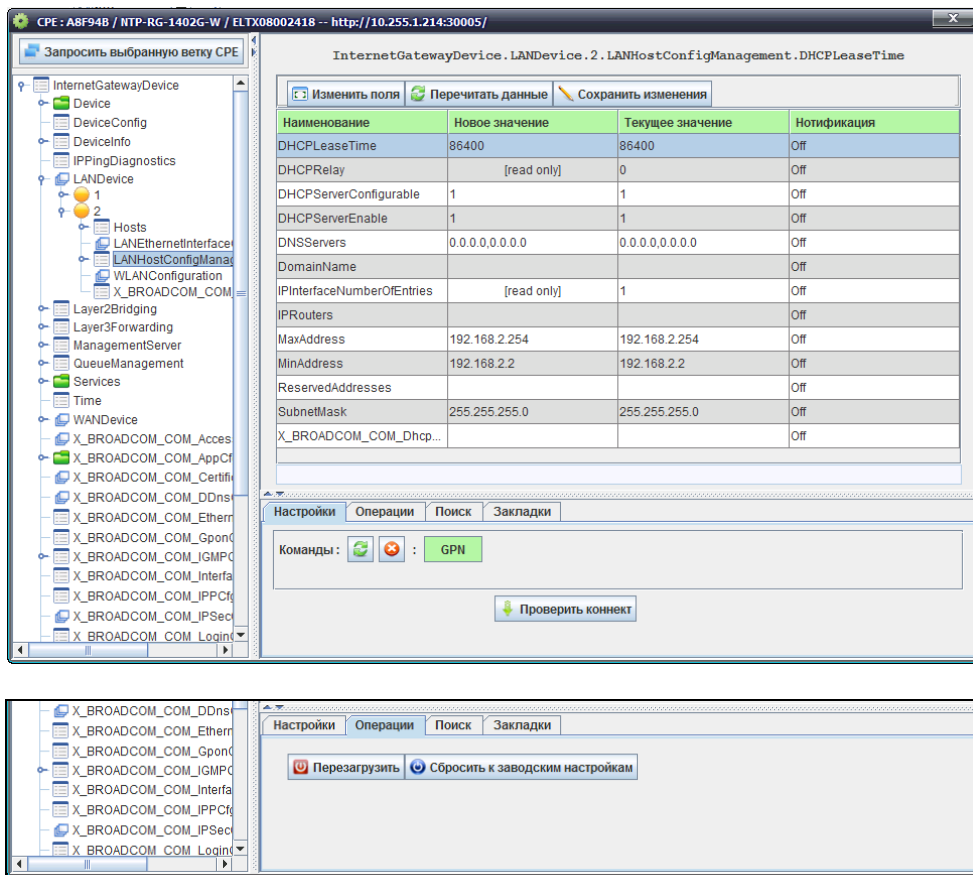 CPE : A8F94B / NTP-RG-1402G-W / ELTX08002418 -- http://10.255.1.214:30005/
Запросить выбранную ветку CPE
InternetGatewayDevice
Device
DeviceConfig
DeviceInfo
IPPingDiagnostics
LANDevice
1
2
Hosts
LANEthernetInterface
LANHostConfigManag
WLANConfiguration
X_BROADCOM_COM_
Layer2Bridging
Layer3Forwarding
ManagementServer
QueueManagement
Services
Time
WANDevice
X_BROADCOM_COM_Acces
X_BROADCOM_COM_AppCf
X_BROADCOM_COM_Certifi
X_BROADCOM_COM_DDns
X_BROADCOM_COM_Ethern
X_BROADCOM_COM_Gpon
X_BROADCOM_COM_IGMP
X_BROADCOM_COM_Interfa
X_BROADCOM_COM_IPPCf
X_BROADCOM_COM_IPSec
X_BROADCOM_COM_Login
InternetGatewayDevice.LANDevice.2.LANHostConfigManagement.DHCPLeaseTime
Изменить поля Перечитать данные Сохранить изменения
Наименование Новое значение Текущее значение Нотификация
DHCPLeaseTime 86400 86400 Off
DHCPRelay [read only] 0 Off
DHCPServerConfigurable 1 1 Off
DHCPServerEnable 1 1 Off
DNSServers 0.0.0.0,0.0.0.0 0.0.0.0,0.0.0.0 Off
DomainName Off
IPInterfaceNumberOfEntries [read only] 1 Off
IPRouters Off
MaxAddress 192.168.2.254 192.168.2.254 Off
MinAddress 192.168.2.2 192.168.2.2 Off
ReservedAddresses Off
SubnetMask 255.255.255.0 255.255.255.0 Off
X_BROADCOM_COM_Dhcp... Off
Настройки Операции Поиск Закладки
Команды : : GPN
Проверить коннект
X_BROADCOM_COM_DDns
X_BROADCOM_COM_Ethern
X_BROADCOM_COM_Gpon
X_BROADCOM_COM_IGMP
X_BROADCOM_COM_Interfa
X_BROADCOM_COM_IPPCf
X_BROADCOM_COM_IPSec
X_BROADCOM_COM_Login
Настройки Операции Поиск Закладки
Перезагрузить Сбросить к заводским настройкам